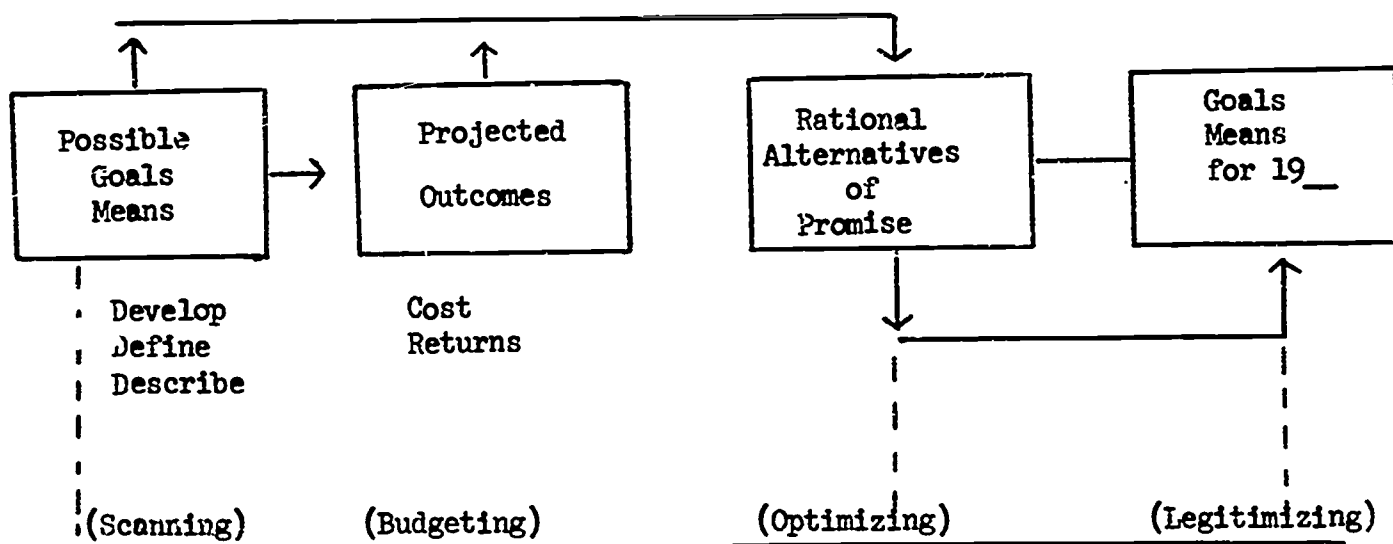 Possible
Goals
Means
Projected
Outcomes
Rational
Alternatives
of
Promise
Goals
Means
for 19__
Develop
Define
Describe
Cost
Returns
(Scanning)
(Budgeting)
(Optimizing)
(Legitimizing)